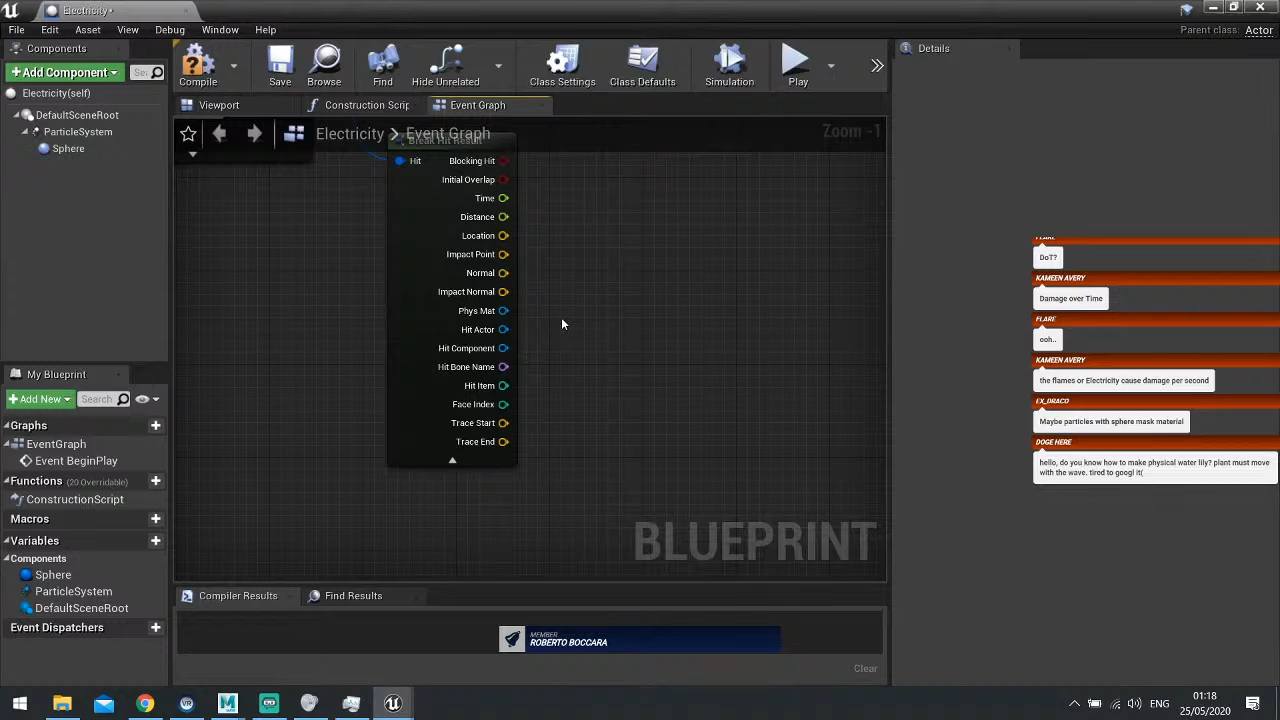 Electricity*
File Edit Asset View Debug Window Help
Parent class: Actor
Components
Details
+ Add Component
Compile
Save
Browse
Find
Hide Unrelated
Class Settings
Class Defaults
Simulation
Play
Electricity(self)
Viewport
Construction Scrip
Event Graph
DefaultSceneRoot
ParticleSystem
Sphere
Electricity > Event Graph
Zoom -1
Break Hit Result
Hit
Blocking Hit
Initial Overlap
Time
Distance
Location
Impact Point
Normal
Impact Normal
Phys Mat
Hit Actor
Hit Component
Hit Bone Name
Hit Item
Face Index
Trace Start
Trace End
BLUEPRINT
FLARE
DoT?
KAMEEN AVERY
Damage over Time
FLARE
ooh..
KAMEEN AVERY
the flames or Electricity cause damage per second
EX_DRACO
Maybe particles with sphere mask material
DOGE HERE
hello, do you know how to make physical water lily? plant must move
with the wave. tired to googl it(
My Blueprint
+ Add New
Search
Graphs
EventGraph
Event BeginPlay
Functions (20 Overridable)
ConstructionScript
Macros
Variables
Components
Sphere
ParticleSystem
DefaultSceneRoot
Event Dispatchers
Compiler Results
Find Results
MEMBER
ROBERTO BOCCARA
Clear
ENG
01:18
25/05/2020